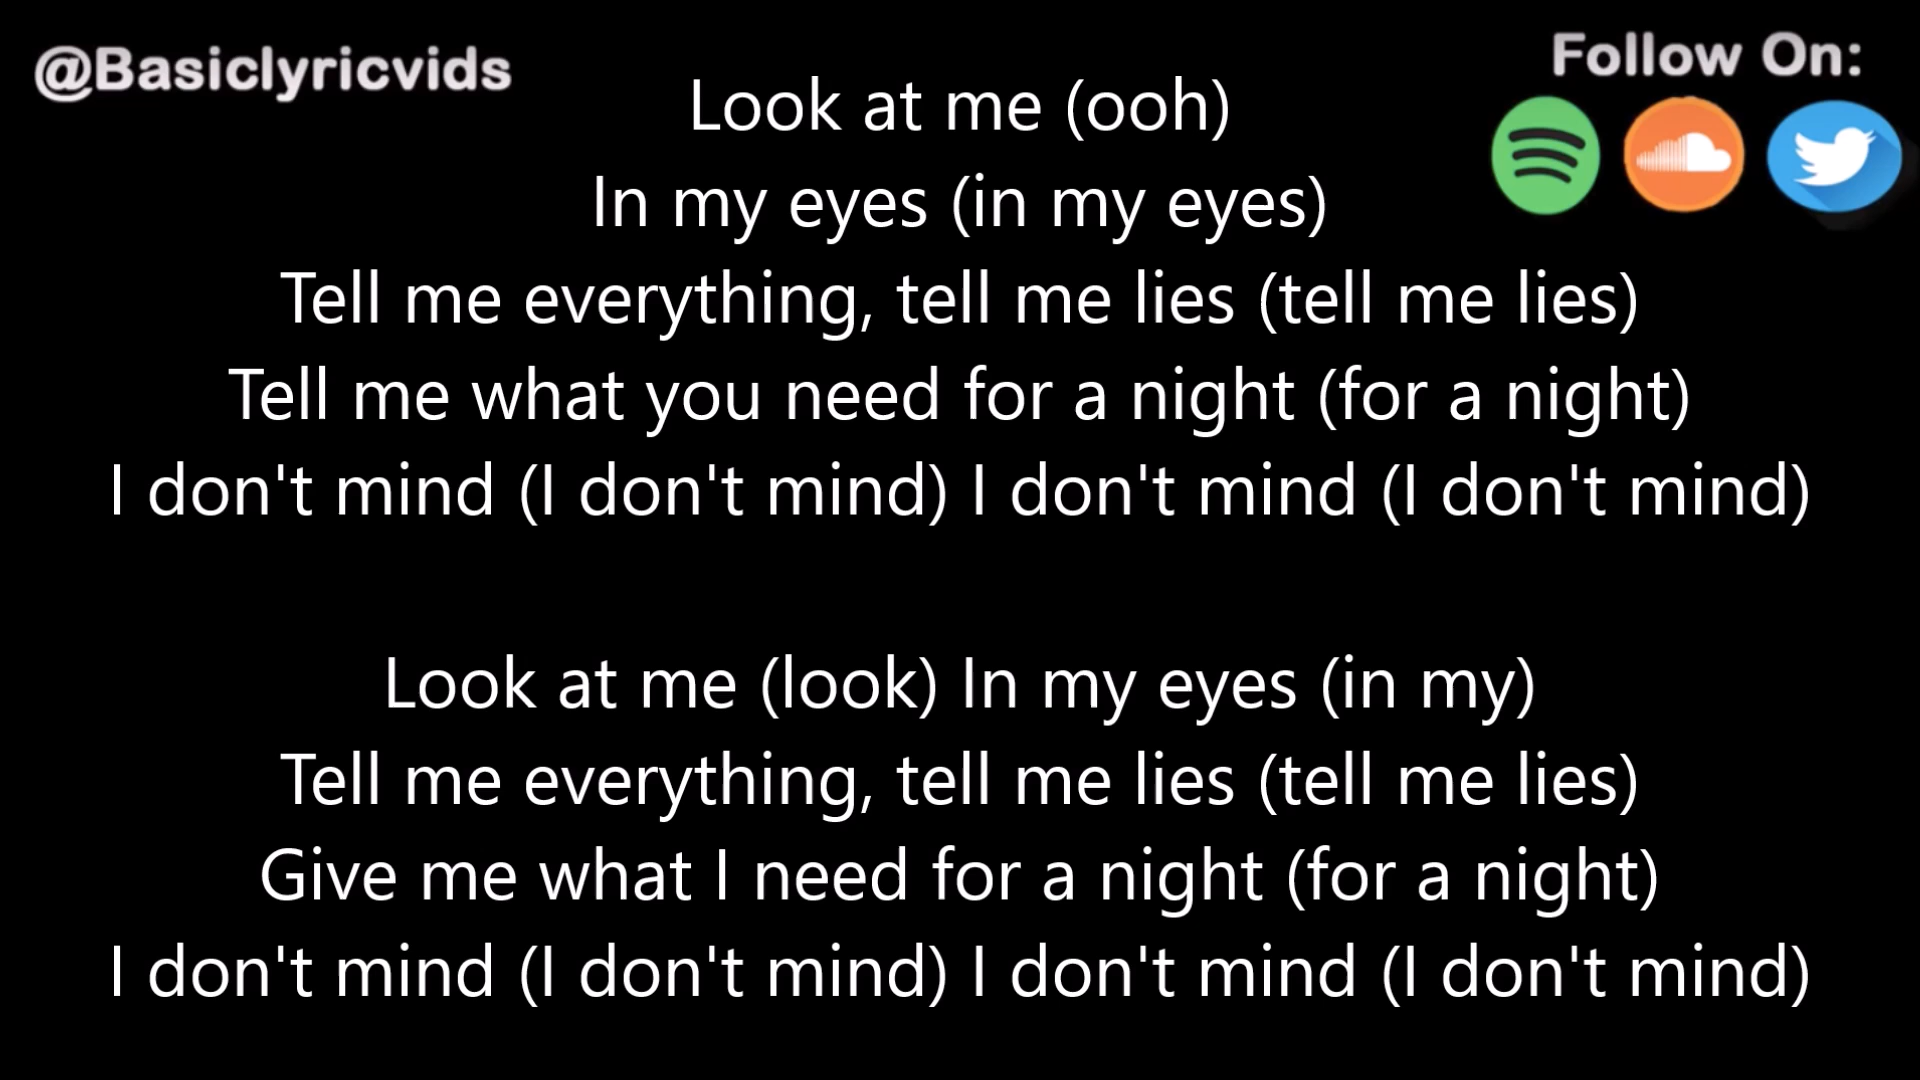 @Basiclyricvids
Follow On:
Look at me (ooh)
In my eyes (in my eyes)
Tell me everything, tell me lies (tell me lies)
Tell me what you need for a night (for a night)
I don't mind (I don't mind) I don't mind (I don't mind)
Look at me (look) In my eyes (in my)
Tell me everything, tell me lies (tell me lies)
Give me what I need for a night (for a night)
I don't mind (I don't mind) I don't mind (I don't mind)